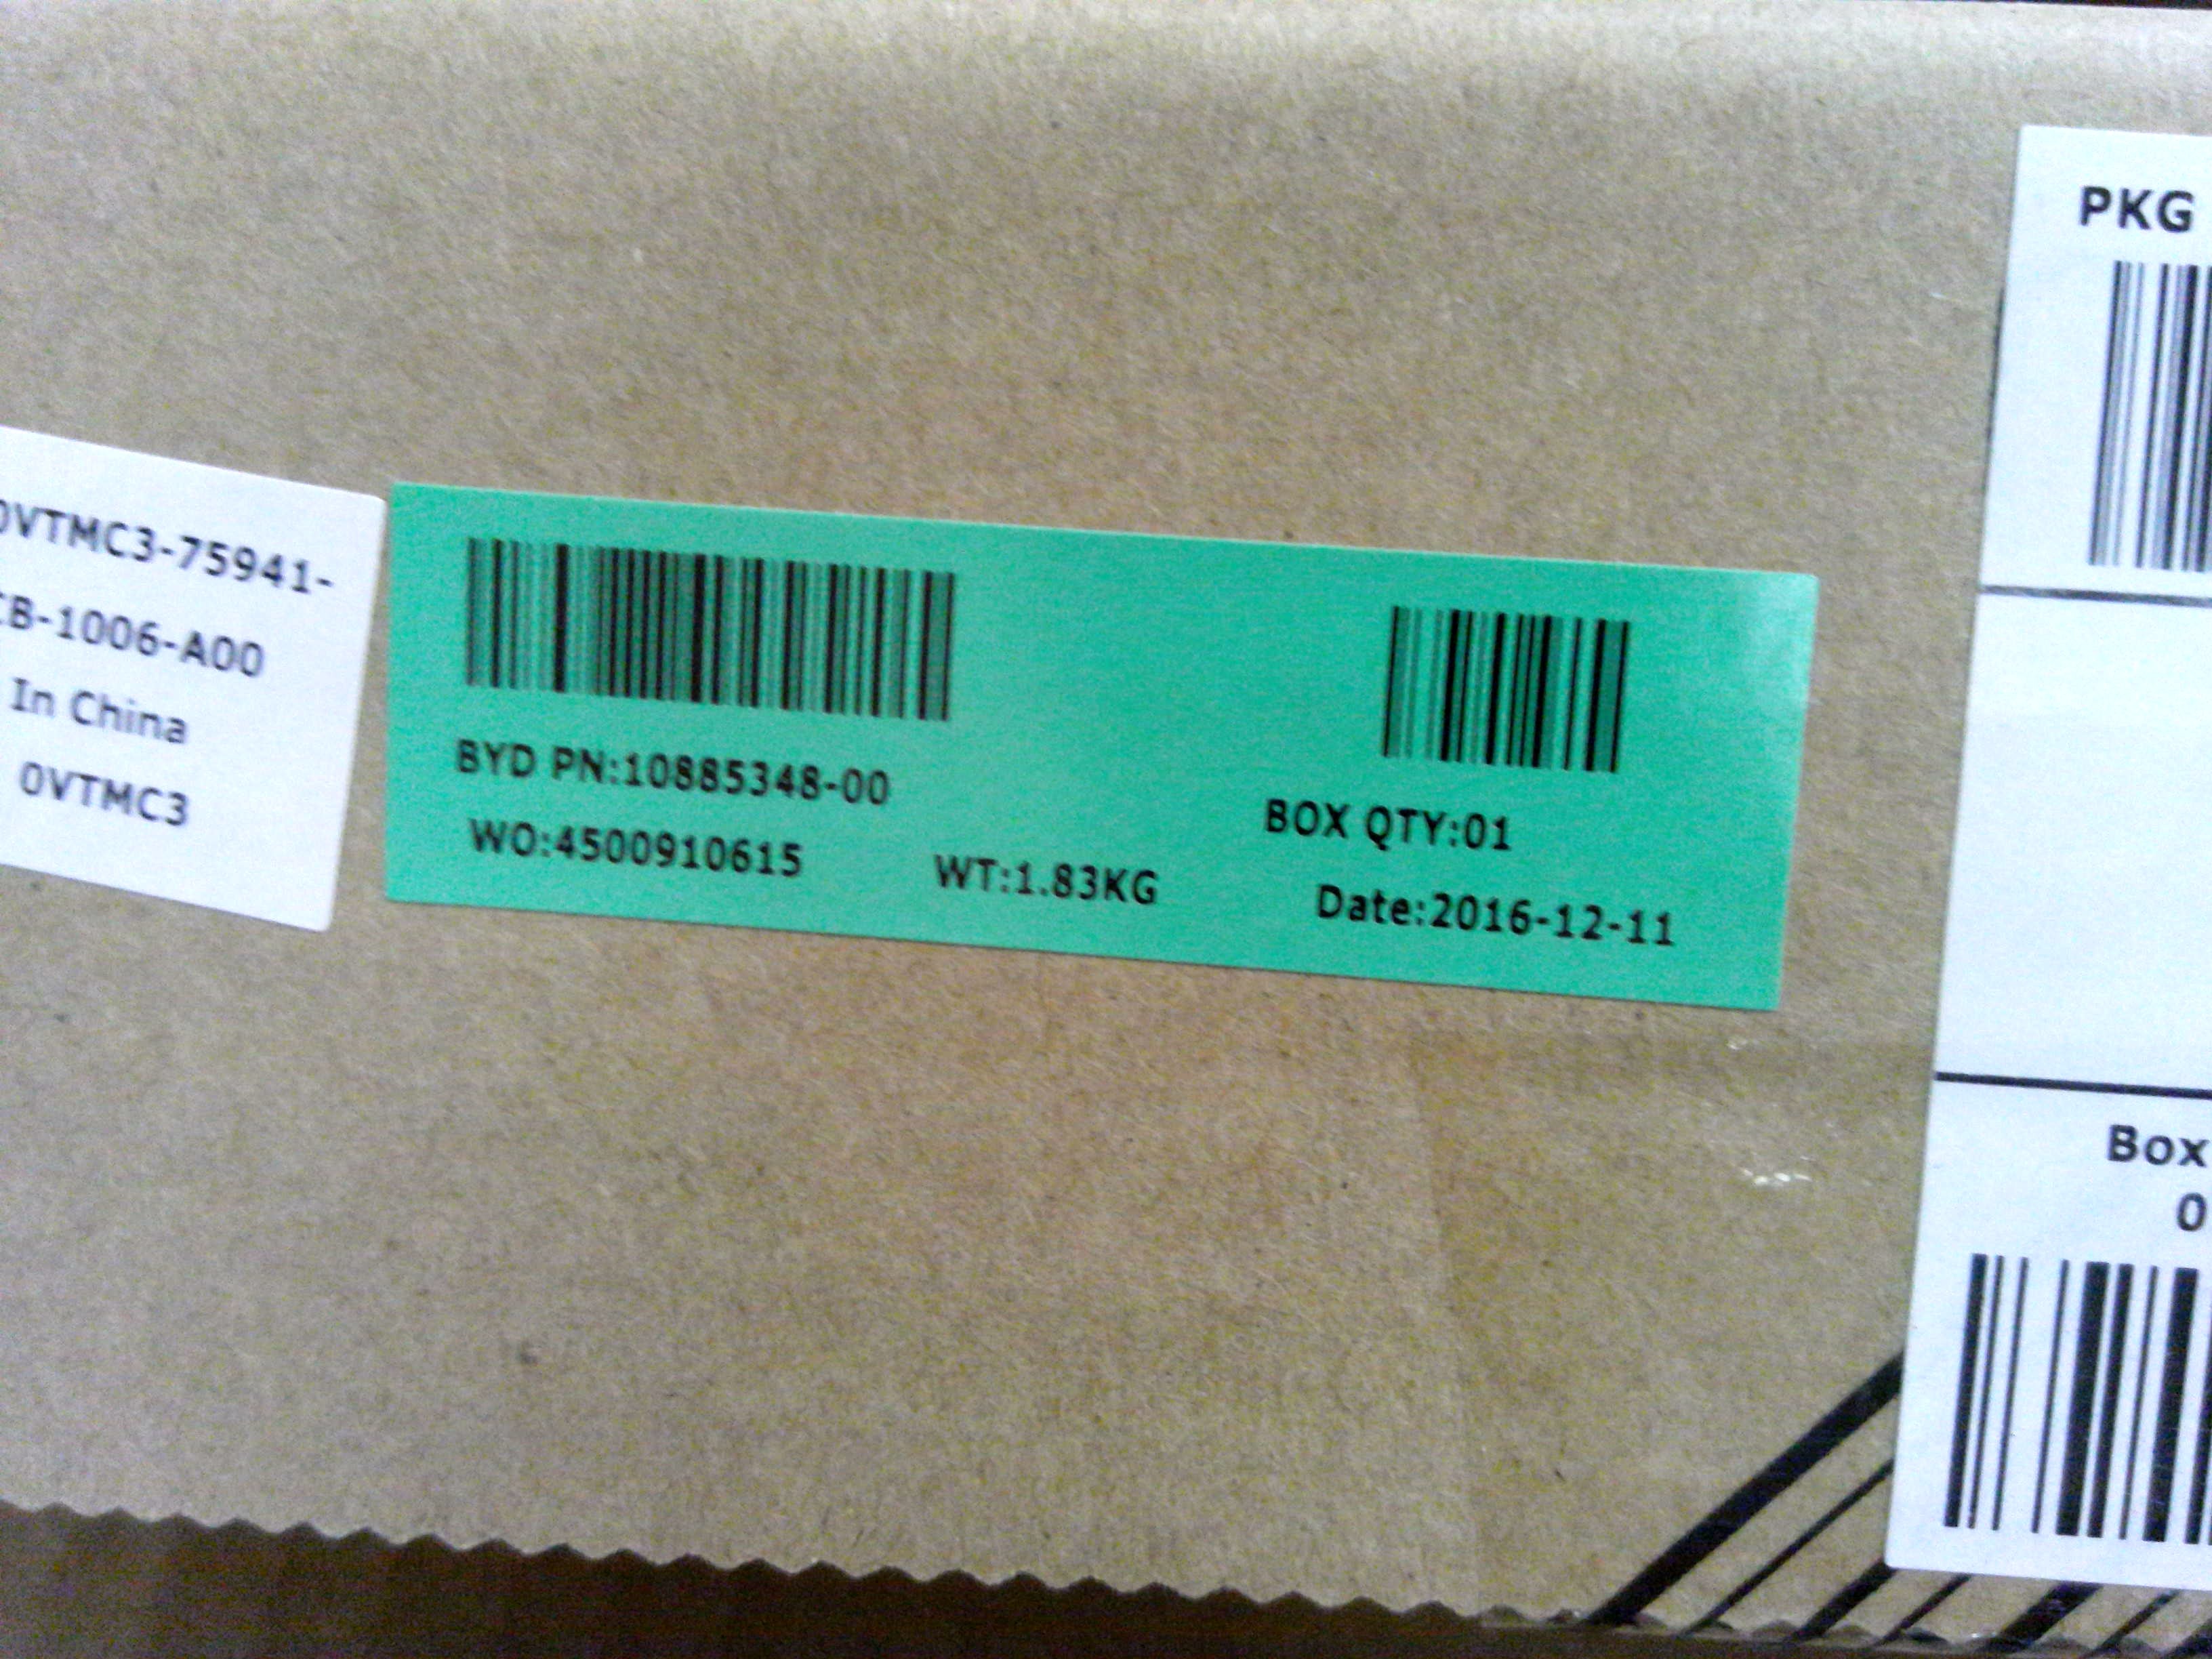 0VTMC3-75941-
CB-1006-A00
In China
0VTMC3
BYD PN:10885348-00
WO:4500910615
WT:1.83KG
BOX QTY:01
Date:2016-12-11
PKG
Box
0